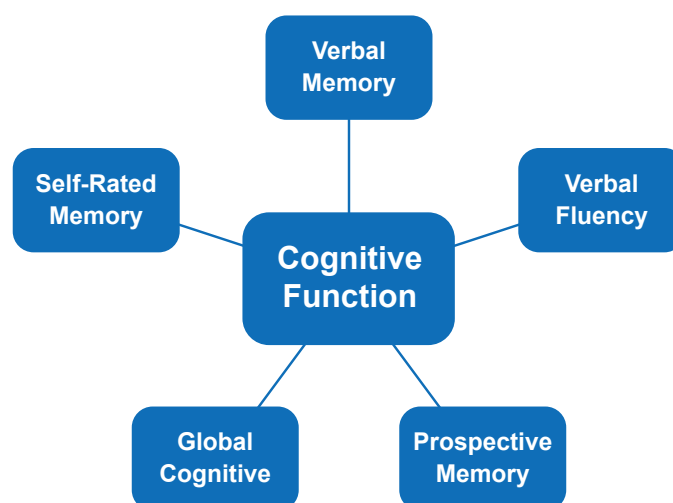 Verbal
Memory
Self-Rated
Memory
Verbal
Fluency
Cognitive
Function
Global
Cognitive
Prospective
Memory